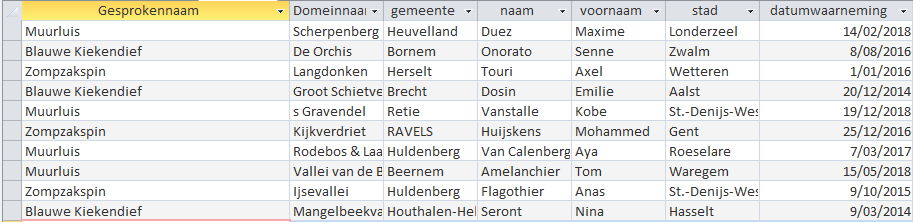 Gesprokennaam Domeinnaam gemeente naam voornaam stad datumwaarneming
Muurluis Scherpenberg Heuvelland Duez Maxime Londerzeel 14/02/2018
Blauwe Kiekendief De Orchis Bornem Onorato Senne Zwalm 8/08/2016
Zompzakspin Langdonken Herselt Touri Axel Wetteren 1/01/2016
Blauwe Kiekendief Groot Schietve Brecht Dosin Emilie Aalst 20/12/2014
Muurluis s Gravendel Retie Vanstalle Kobe St.-Denijs-Wes 19/12/2018
Zompzakspin Kijkverdriet RAVELS Huijskens Mohammed Gent 25/12/2016
Muurluis Rodebos & Laa Huldenberg Van Calenberg Aya Roeselare 7/03/2017
Muurluis Vallei van de B Beernem Amelanchier Tom Waregem 15/05/2018
Zompzakspin Ijsevallei Huldenberg Flagothier Anas St.-Denijs-Wes 9/10/2015
Blauwe Kiekendief Mangelbeekva Houthalen-Hel Seront Nina Hasselt 9/03/2014